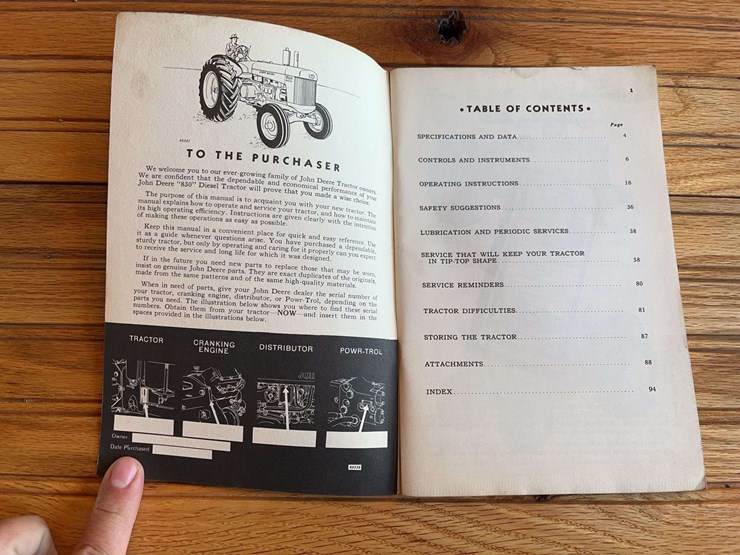 TO THE PURCHASER
We welcome you to our ever-growing family of John Deere Tractor owners.
We are confident that the dependable and economical performance of your
John Deere "830" Diesel Tractor will prove that you made a wise choice.
The purpose of this manual is to acquaint you with your new tractor. The
manual explains how to operate and service your tractor, and how to maintain
its high operating efficiency. Instructions are given clearly with the intention
of making these operations as easy as possible.
Keep this manual in a convenient place for quick and easy reference. Use
it as a guide whenever questions arise. You have purchased a dependable,
sturdy tractor, but only by operating and caring for it properly can you expect
to receive the service and long life for which it was designed.
If in the future you need new parts to replace those that may be worn,
insist on genuine John Deere parts. They are exact duplicates of the originals,
made from the same patterns and of the same high-quality materials.
When in need of parts, give your John Deere dealer the serial number of
your tractor, cranking engine, distributor, or Powr-Trol, depending on the
parts you need. The illustration below shows you where to find these serial
numbers. Obtain them from your tractor—NOW—and insert them in the
spaces provided in the illustrations below.
TRACTOR
CRANKING
ENGINE
DISTRIBUTOR
POWR-TROL
Owner
Date Purchased
1
• TABLE OF CONTENTS •
Page
SPECIFICATIONS AND DATA 4
CONTROLS AND INSTRUMENTS 6
OPERATING INSTRUCTIONS 16
SAFETY SUGGESTIONS 36
LUBRICATION AND PERIODIC SERVICES 38
SERVICE THAT WILL KEEP YOUR TRACTOR
IN TIP-TOP SHAPE 58
SERVICE REMINDERS 80
TRACTOR DIFFICULTIES 81
STORING THE TRACTOR 87
ATTACHMENTS 88
INDEX 94